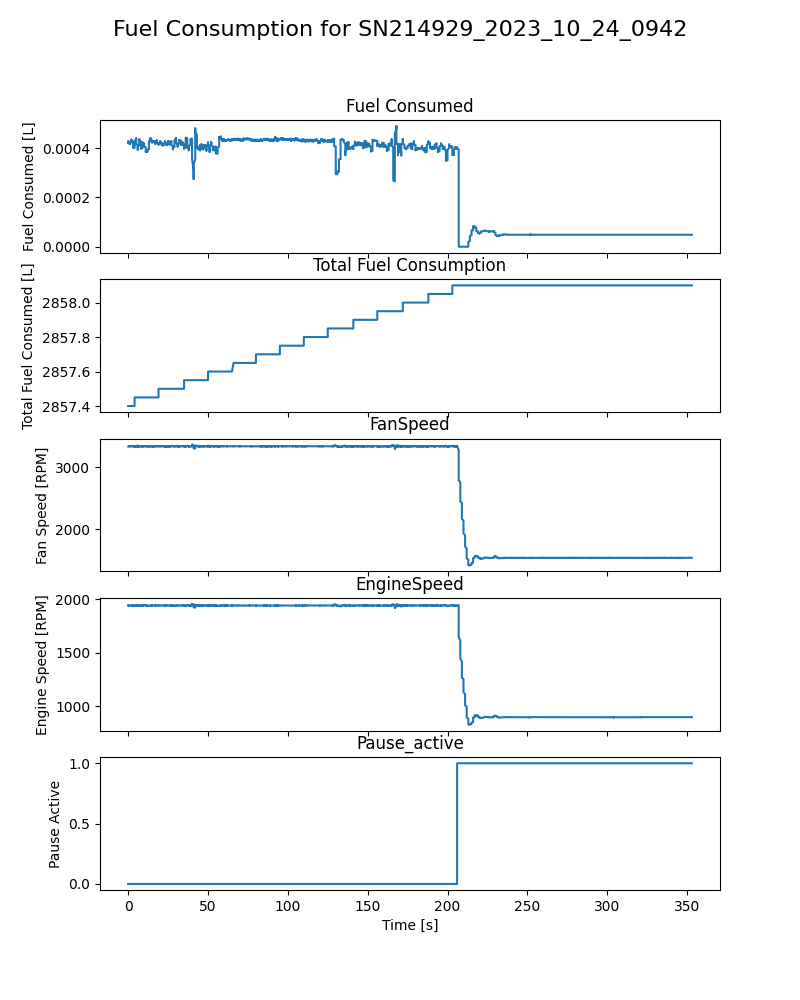 Fuel Consumption for SN214929_2023_10_24_0942
Fuel Consumed
Fuel Consumed [L]
0.0004
0.0002
0.0000
Total Fuel Consumption
Total Fuel Consumed [L]
2858.0
2857.8
2857.6
2857.4
FanSpeed
Fan Speed [RPM]
3000
2000
EngineSpeed
Engine Speed [RPM]
2000
1500
1000
Pause_active
Pause Active
1.0
0.5
0.0
0 50 100 150 200 250 300 350
Time [s]